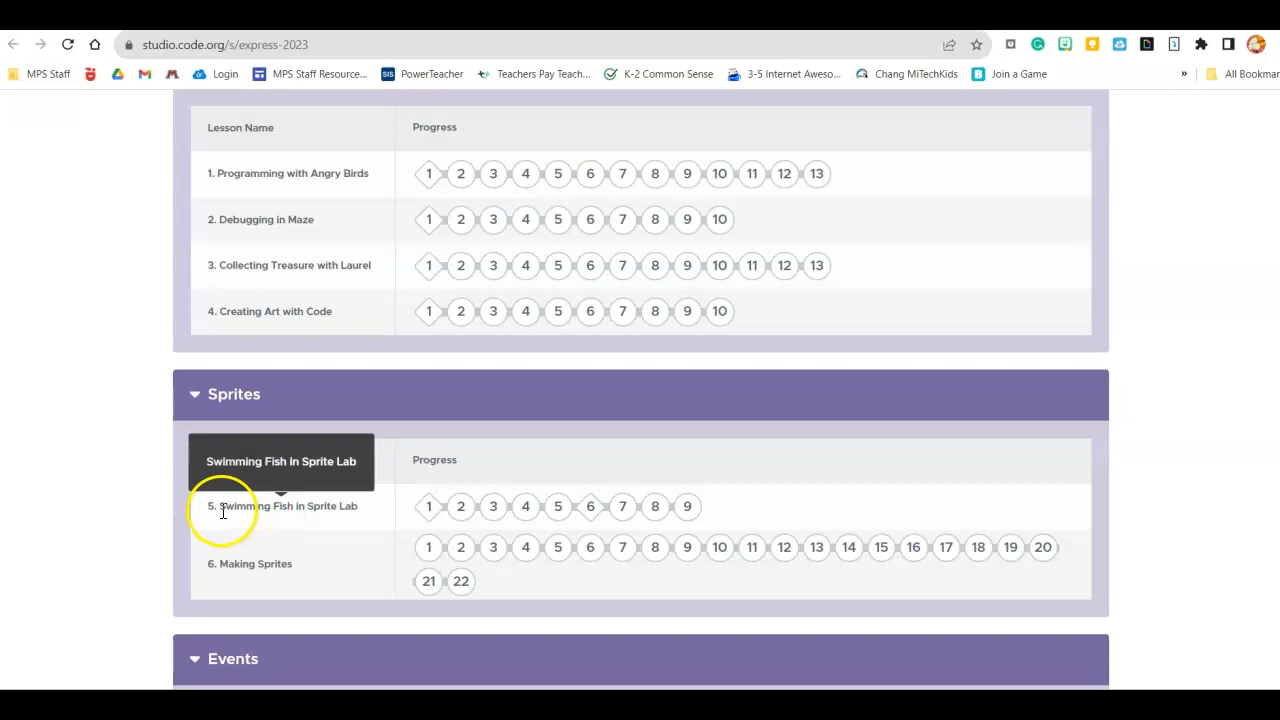 studio.code.org/s/express-2023
MPS Staff Login MPS Staff Resource... SIS PowerTeacher Teachers Pay Teach... K-2 Common Sense 3-5 Internet Aweso... Chang MiTechKids B Join a Game » All Bookmar
Lesson Name Progress
1. Programming with Angry Birds 1 2 3 4 5 6 7 8 9 10 11 12 13
2. Debugging in Maze 1 2 3 4 5 6 7 8 9 10
3. Collecting Treasure with Laurel 1 2 3 4 5 6 7 8 9 10 11 12 13
4. Creating Art with Code 1 2 3 4 5 6 7 8 9 10
Sprites
Swimming Fish in Sprite Lab Progress
5. Swimming Fish in Sprite Lab 1 2 3 4 5 6 7 8 9
6. Making Sprites 1 2 3 4 5 6 7 8 9 10 11 12 13 14 15 16 17 18 19 20
21 22
Events